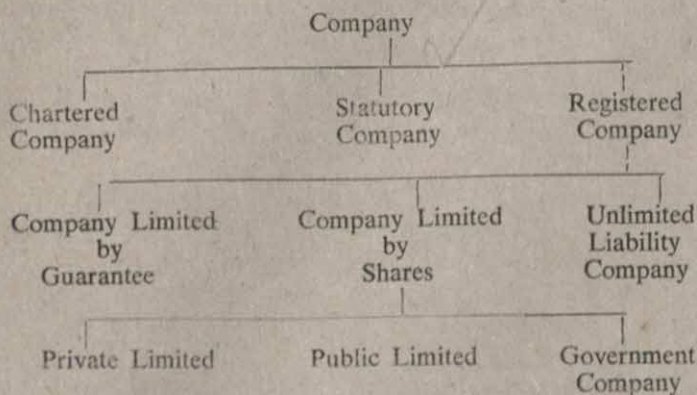 Company
Chartered Statutory Registered
Company Company Company
Company Limited Company Limited Unlimited
by by Liability
Guarantee Shares Company
Private Limited Public Limited Government
Company